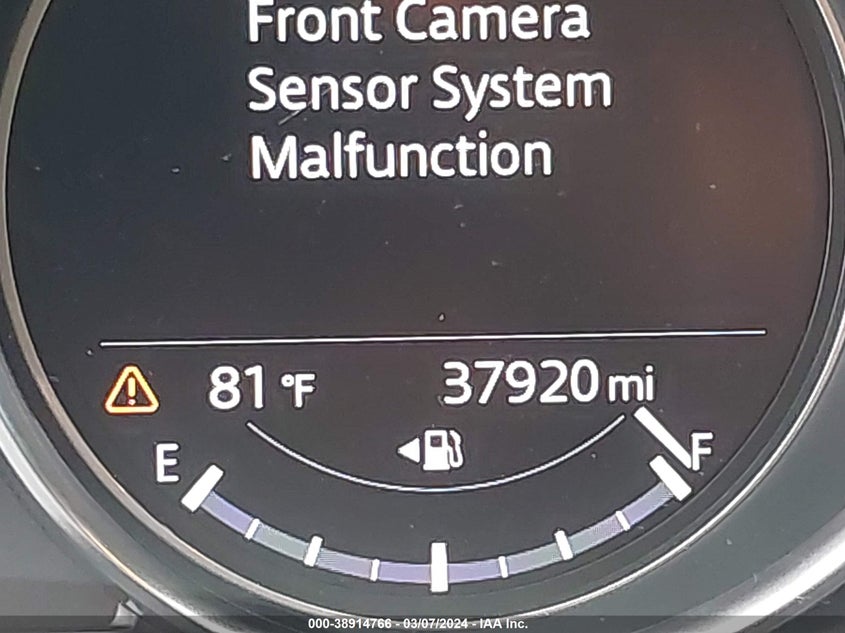 Front Camera
Sensor System
Malfunction
81 °F 37920 mi
E F
000-38914766 - 03/07/2024 - IAA Inc.